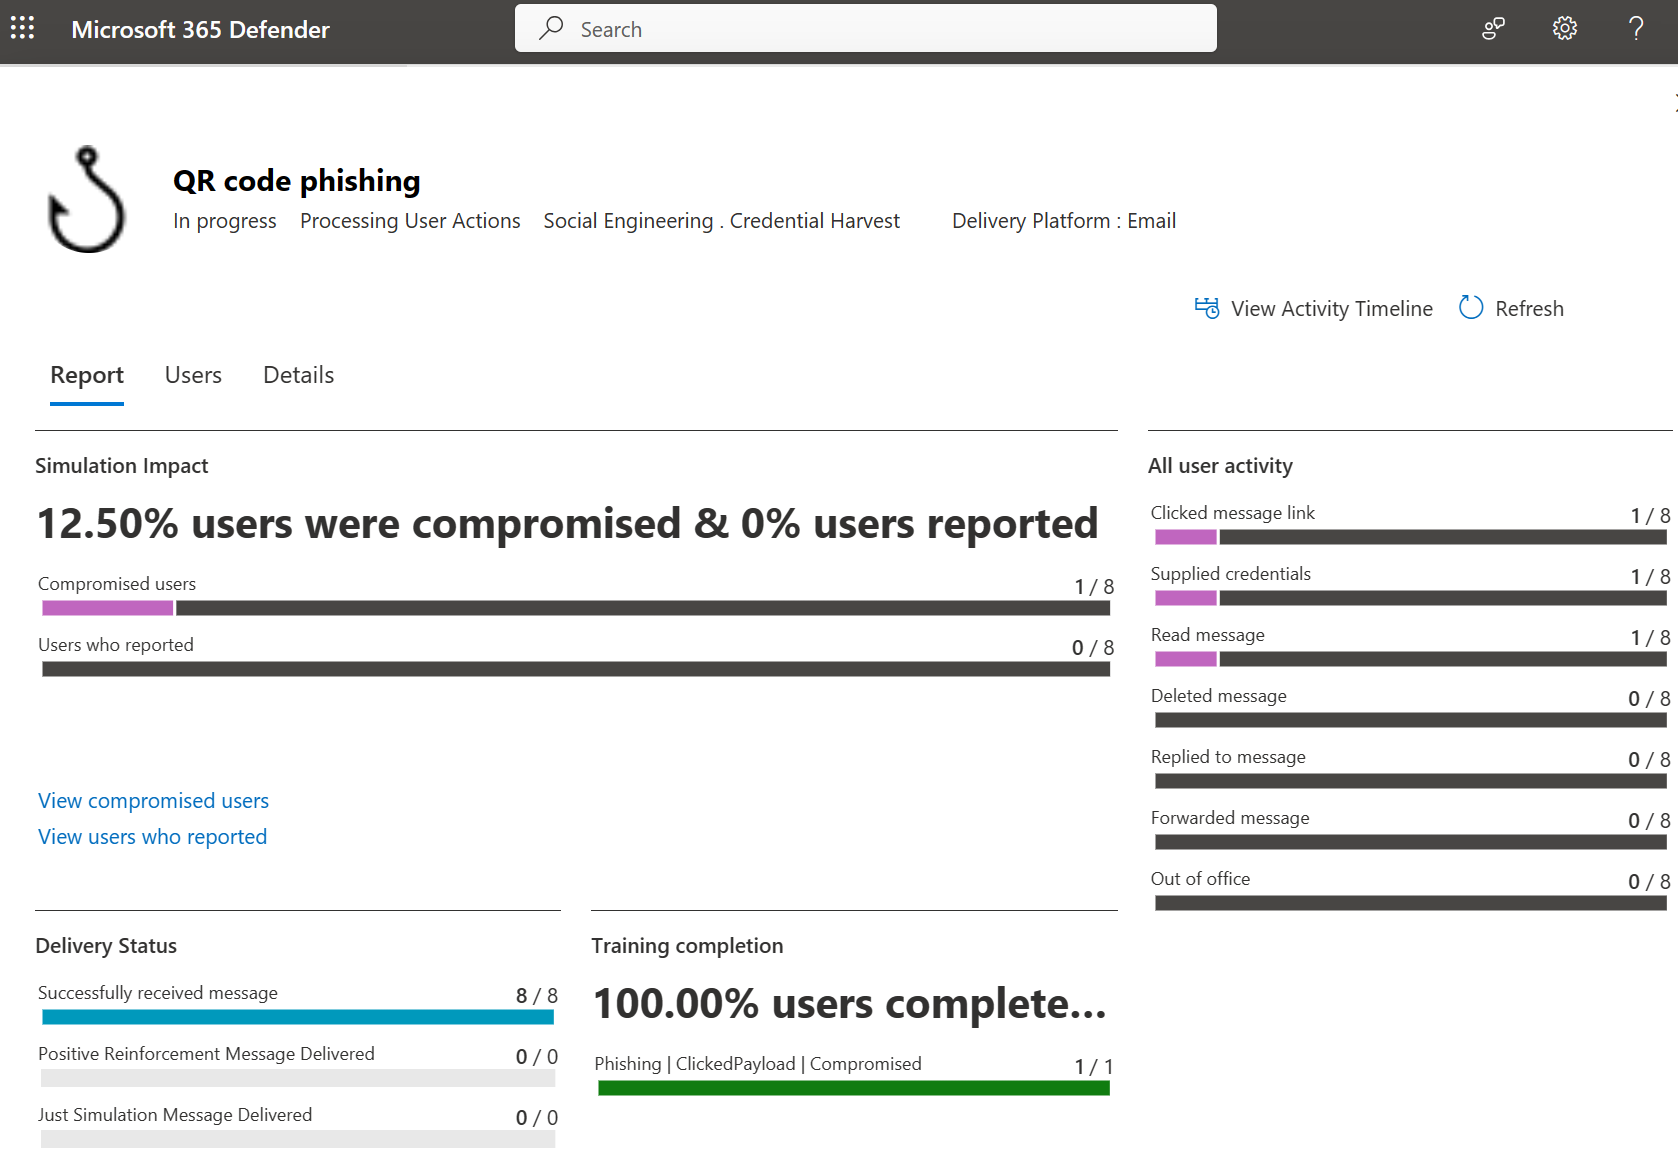 Microsoft 365 Defender
Search
QR code phishing
In progress Processing User Actions Social Engineering . Credential Harvest Delivery Platform : Email
View Activity Timeline Refresh
Report Users Details
Simulation Impact
12.50% users were compromised & 0% users reported
Compromised users 1 / 8
Users who reported 0 / 8
View compromised users
View users who reported
All user activity
Clicked message link 1 / 8
Supplied credentials 1 / 8
Read message 1 / 8
Deleted message 0 / 8
Replied to message 0 / 8
Forwarded message 0 / 8
Out of office 0 / 8
Delivery Status
Successfully received message 8 / 8
Positive Reinforcement Message Delivered 0 / 0
Just Simulation Message Delivered 0 / 0
Training completion
100.00% users complete...
Phishing | ClickedPayload | Compromised 1 / 1